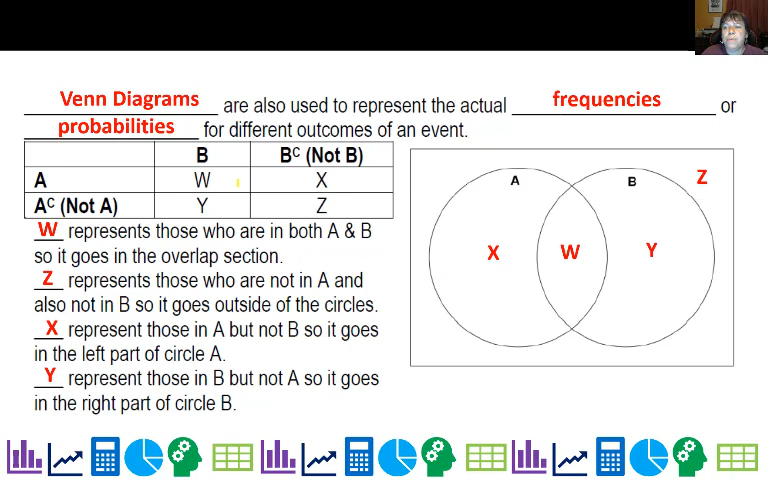 Venn Diagrams are also used to represent the actual frequencies or
probabilities for different outcomes of an event.
B Bᶜ (Not B)
A W X
Aᶜ (Not A) Y Z
W represents those who are in both A & B
so it goes in the overlap section.
Z represents those who are not in A and
also not in B so it goes outside of the circles.
X represent those in A but not B so it goes
in the left part of circle A.
Y represent those in B but not A so it goes
in the right part of circle B.
A B Z
X W Y